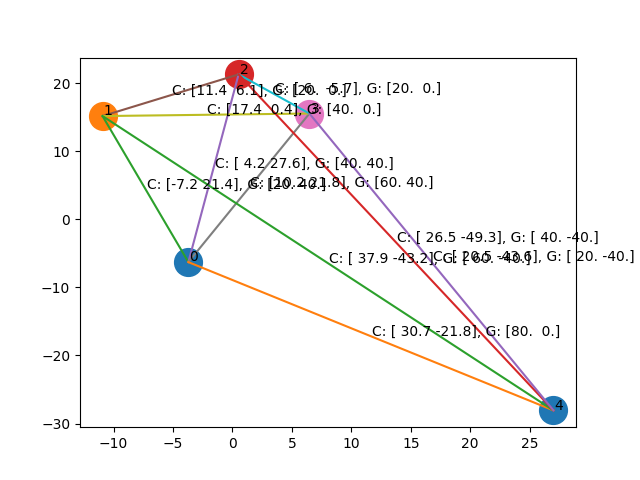 2
C: [11.4 6.1], G: [20. 0.]
C: [ 6. -5.7], G: [20. 0.]
1
C: [17.4 0.4], G: [40. 0.]
3
C: [ 4.2 27.6], G: [40. 40.]
C: [-7.2 21.4], G: [20. 40.]
C: [10.2 21.8], G: [60. 40.]
C: [ 26.5 -49.3], G: [ 40. -40.]
0
C: [ 37.9 -43.2], G: [ 60. -40.]
C: [ 20.5 -43.6], G: [ 20. -40.]
C: [ 30.7 -21.8], G: [80. 0.]
4
20
10
0
−10
−20
−30
−10 −5 0 5 10 15 20 25